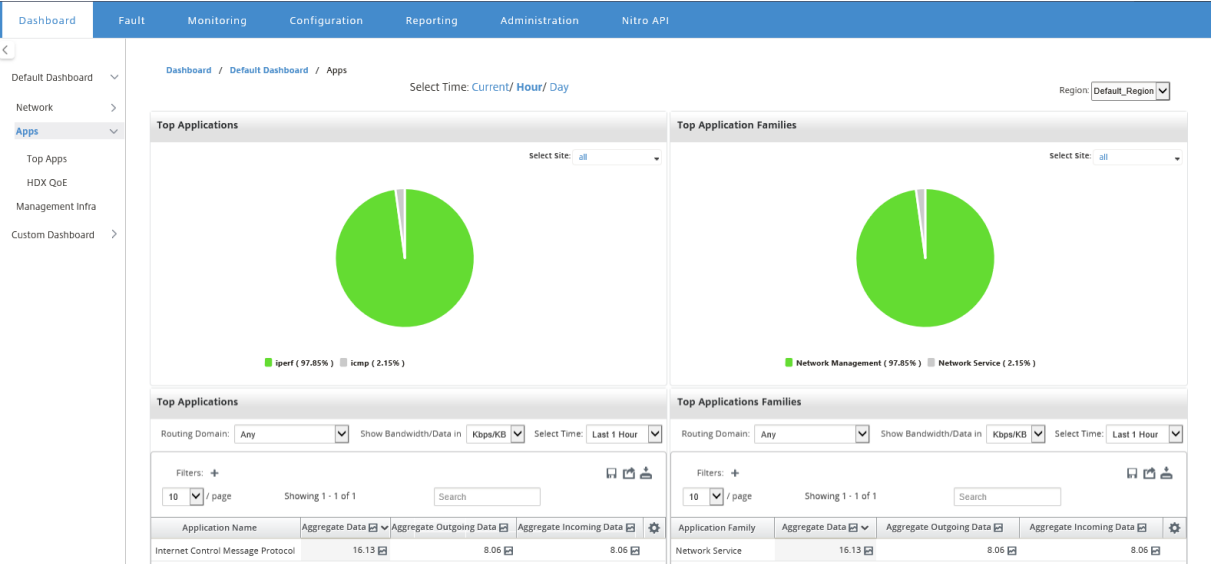 Dashboard Fault Monitoring Configuration Reporting Administration Nitro API
Default Dashboard
Network
Apps
Top Apps
HDX QoE
Management Infra
Custom Dashboard
Dashboard / Default Dashboard / Apps
Select Time: Current/ Hour/ Day
Region: Default_Region
Top Applications
Select Site: all
iperf ( 97.85% ) icmp ( 2.15% )
Top Application Families
Select Site: all
Network Management ( 97.85% ) Network Service ( 2.15% )
Top Applications
Routing Domain: Any Show Bandwidth/Data in Kbps/KB Select Time: Last 1 Hour
Filters: +
10 / page Showing 1 - 1 of 1 Search
Application Name Aggregate Data Aggregate Outgoing Data Aggregate Incoming Data
Internet Control Message Protocol 16.13 8.06 8.06
Top Applications Families
Routing Domain: Any Show Bandwidth/Data in Kbps/KB Select Time: Last 1 Hour
Filters: +
10 / page Showing 1 - 1 of 1 Search
Application Family Aggregate Data Aggregate Outgoing Data Aggregate Incoming Data
Network Service 16.13 8.06 8.06